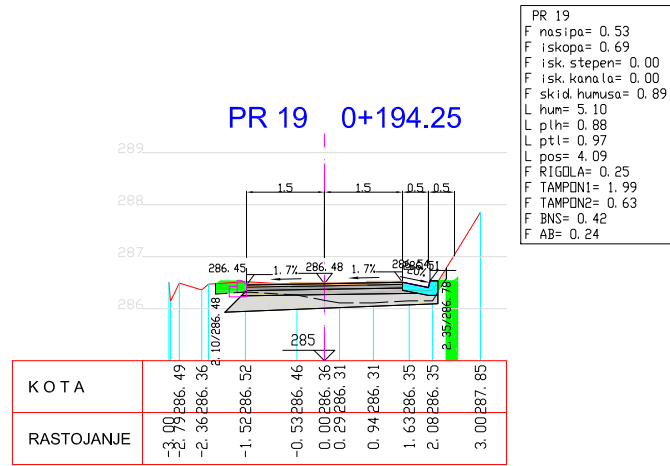 PR 19
F nasipa= 0.53
F iskopa= 0.69
F isk.stepen= 0.00
F isk.kanala= 0.00
F skid.humusa= 0.89
L hum= 5.10
L plh= 0.88
L ptl= 0.97
L pos= 4.09
F RIGOLA= 0.25
F TAMPON1= 1.99
F TAMPON2= 0.63
F BNS= 0.42
F AB= 0.24
PR 19 0+194.25
289
288
287
286
1.5 1.5 0.5 0.5
286.45 1.7% 286.48 1.7% 286.54 286.51
20%
2.10/286.48
2.35/286.78
285
KOTA 286.49 286.36 286.52 286.46 286.36 286.31 286.31 286.35 286.35 287.85
RASTOJANJE -3.00 -2.79 -2.36 -1.52 -0.53 0.00 0.29 0.94 1.63 2.08 3.00